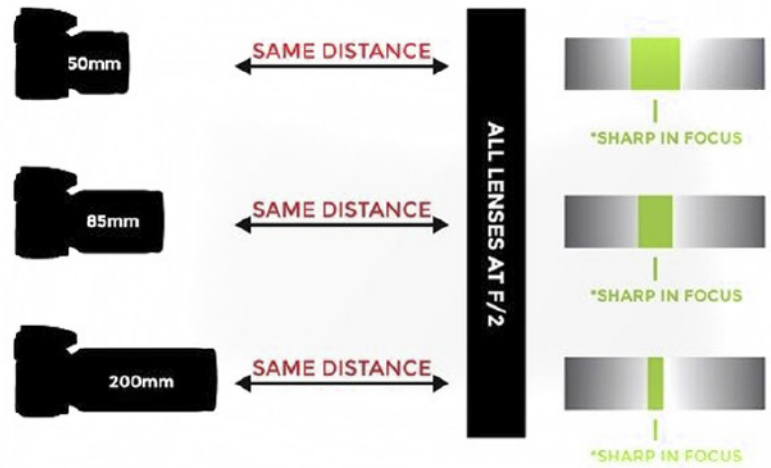 50mm
SAME DISTANCE
*SHARP IN FOCUS
85mm
SAME DISTANCE
ALL LENSES AT F/2
*SHARP IN FOCUS
200mm
SAME DISTANCE
*SHARP IN FOCUS